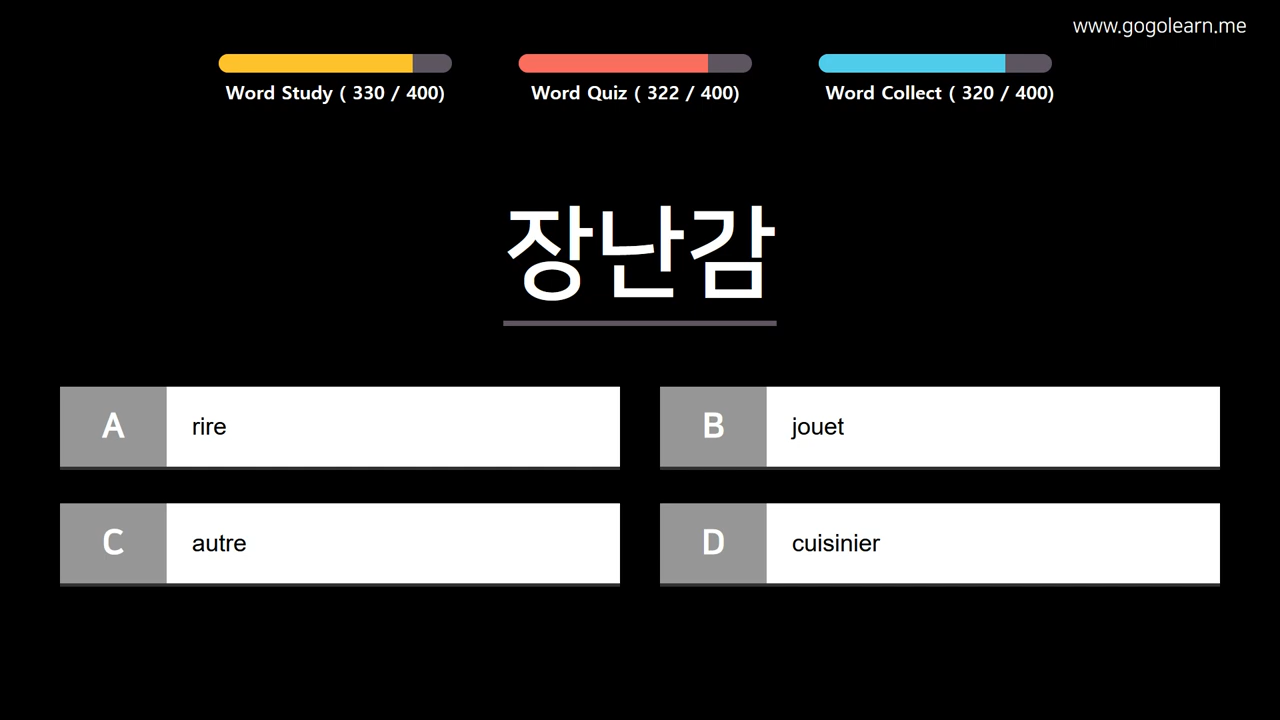 www.gogolearn.me
Word Study ( 330 / 400)
Word Quiz ( 322 / 400)
Word Collect ( 320 / 400)
장난감
A rire
B jouet
C autre
D cuisinier